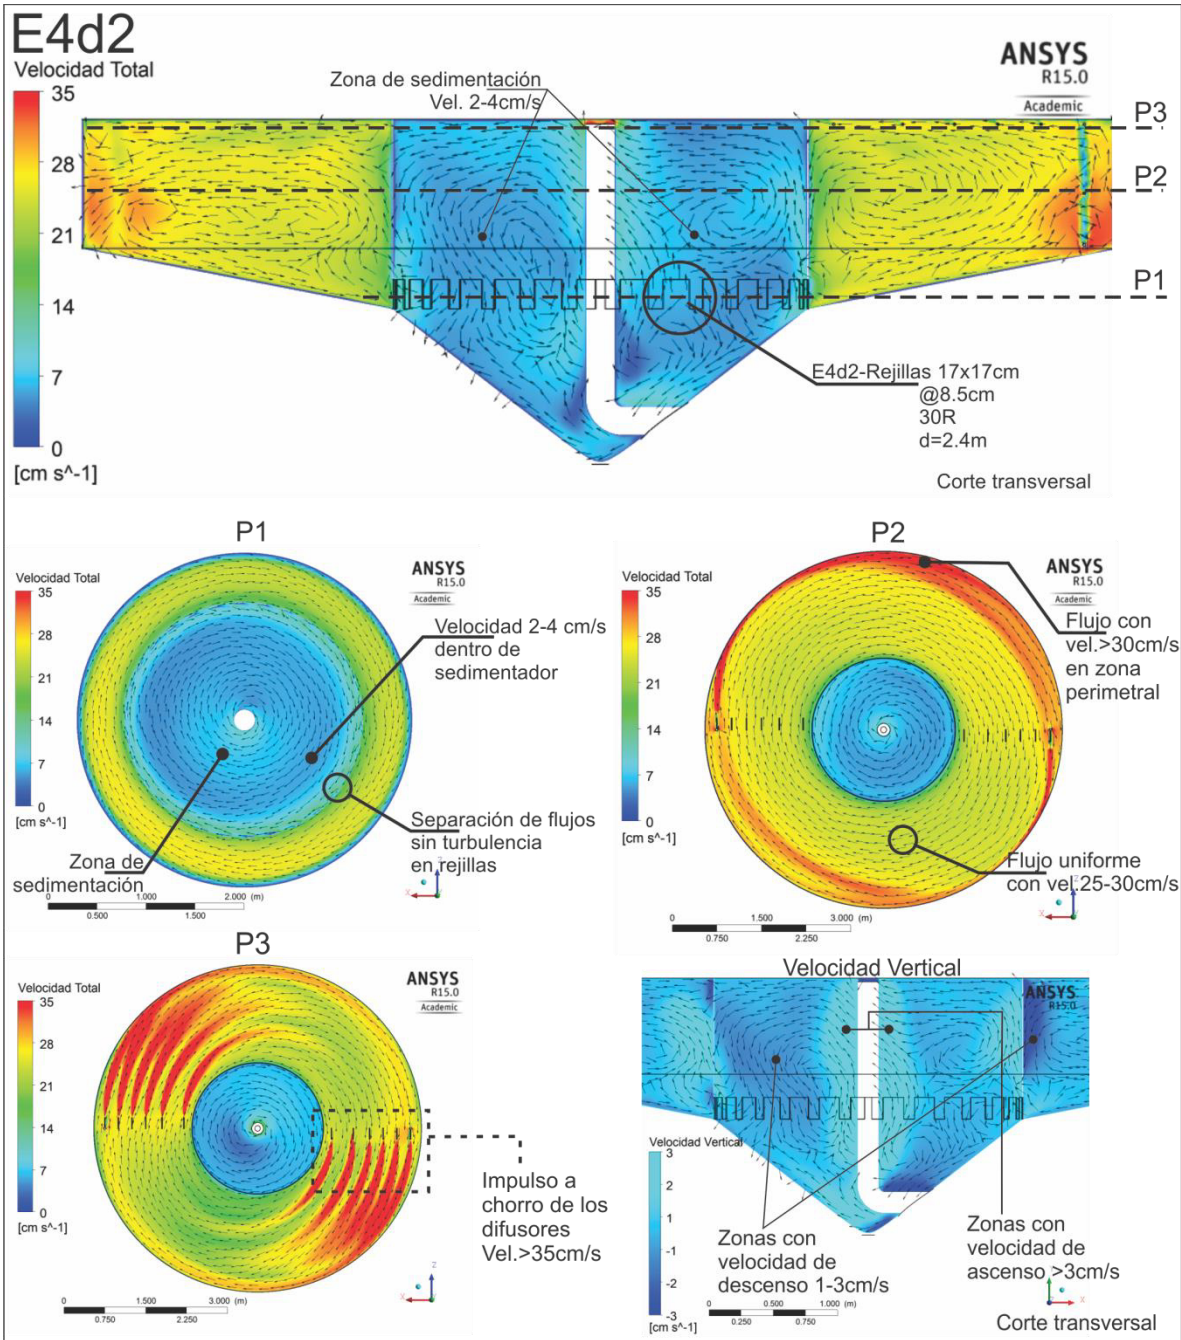 E4d2
Velocidad Total
35
28
21
14
7
0
[cm s^-1]
Zona de sedimentación
Vel. 2-4cm/s
ANSYS
R15.0
Academic
P3
P2
P1
E4d2-Rejillas 17x17cm
@8.5cm
30R
d=2.4m
Corte transversal
P1
Velocidad Total
35
28
21
14
7
0
[cm s^-1]
ANSYS
R15.0
Academic
Velocidad 2-4 cm/s
dentro de
sedimentador
Separación de flujos
sin turbulencia
en rejillas
Zona de
sedimentación
0 1.000 2.000 (m)
0.500 1.500
Z
X
P2
Velocidad Total
35
28
21
14
7
0
[cm s^-1]
ANSYS
R15.0
Academic
Flujo con
vel.>30cm/s
en zona
perimetral
Flujo uniforme
con vel.25-30cm/s
0 1.500 3.000 (m)
0.750 2.250
Z
X
P3
Velocidad Total
35
28
21
14
7
0
[cm s^-1]
ANSYS
R15.0
Academic
Impulso a
chorro de los
difusores
Vel.>35cm/s
0 1.500 3.000 (m)
0.750 2.250
Z
X
Velocidad Vertical
ANSYS
R15.0
Velocidad Vertical
3
2
1
-1
-2
-3
[cm s^-1]
Zonas con
velocidad de
descenso 1-3cm/s
Zonas con
velocidad de
ascenso >3cm/s
0 0.500 1.000 (m)
0.250 0.750
X
Corte transversal